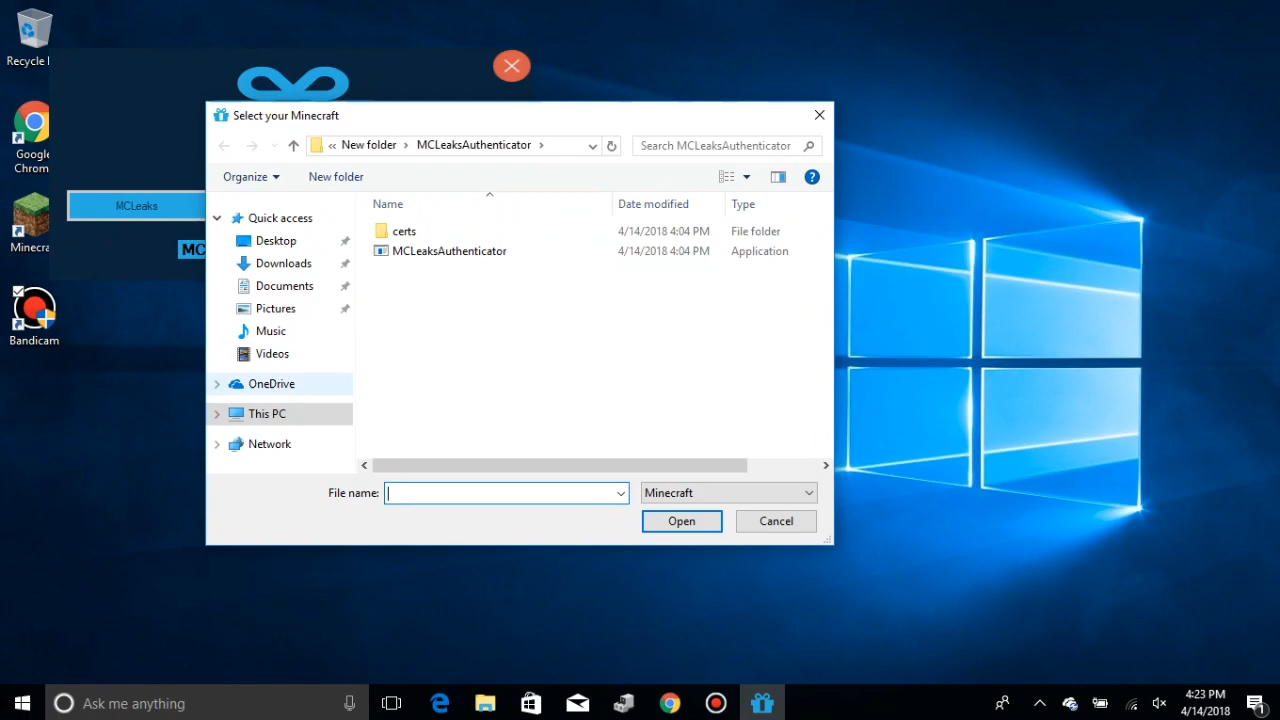 Recycle
Google
Chrom
Minecra
Bandicam
MCLeaks
MC
Select your Minecraft
« New folder › MCLeaksAuthenticator ›
Search MCLeaksAuthenticator
Organize
New folder
Name
Date modified
Type
Quick access
Desktop
Downloads
Documents
Pictures
Music
Videos
OneDrive
This PC
Network
certs 4/14/2018 4:04 PM File folder
MCLeaksAuthenticator 4/14/2018 4:04 PM Application
File name:
Minecraft
Open
Cancel
Ask me anything
4:23 PM
4/14/2018
1